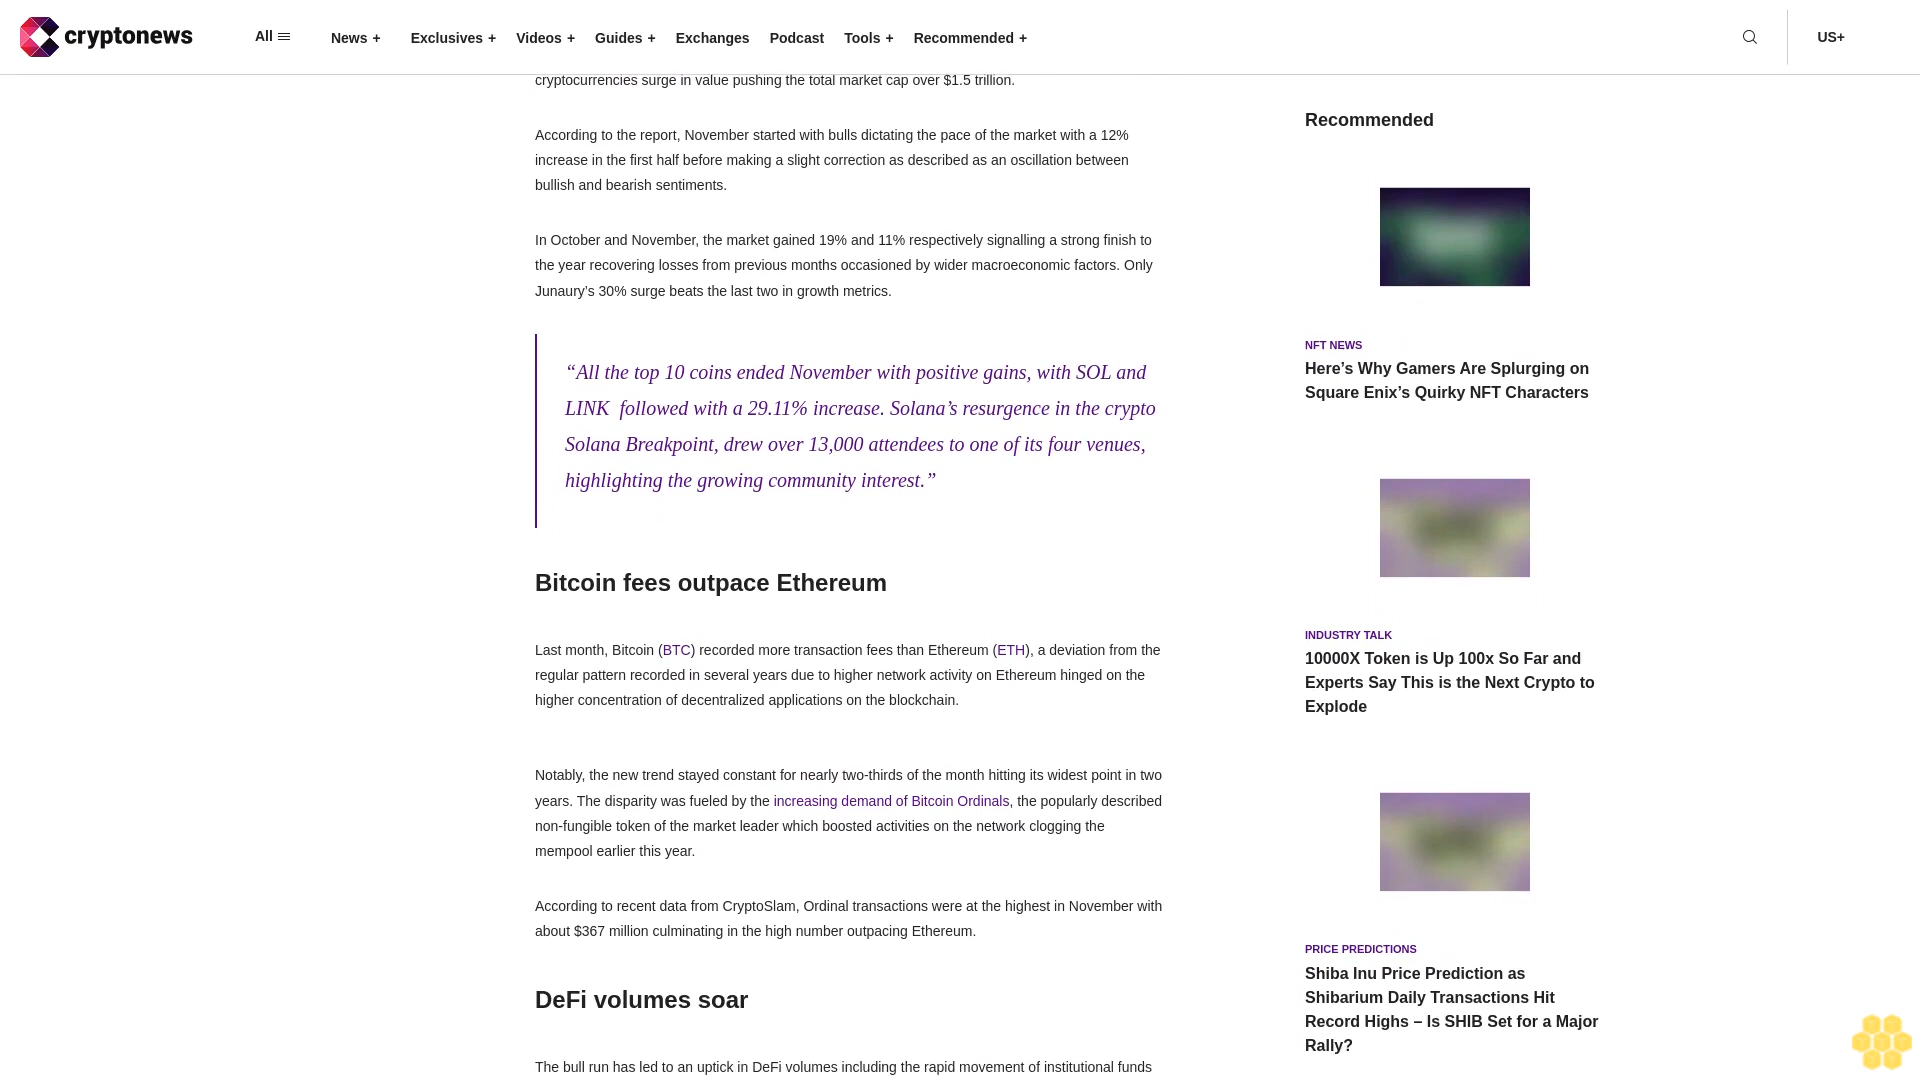 cryptonews
All
News +
Exclusives +
Videos +
Guides +
Exchanges
Podcast
Tools +
Recommended +
US+
cryptocurrencies surge in value pushing the total market cap over $1.5 trillion.
According to the report, November started with bulls dictating the pace of the market with a 12%
increase in the first half before making a slight correction as described as an oscillation between
bullish and bearish sentiments.
In October and November, the market gained 19% and 11% respectively signalling a strong finish to
the year recovering losses from previous months occasioned by wider macroeconomic factors. Only
Junaury’s 30% surge beats the last two in growth metrics.
“All the top 10 coins ended November with positive gains, with SOL and
LINK  followed with a 29.11% increase. Solana’s resurgence in the crypto
Solana Breakpoint, drew over 13,000 attendees to one of its four venues,
highlighting the growing community interest.”
Bitcoin fees outpace Ethereum
Last month, Bitcoin (BTC) recorded more transaction fees than Ethereum (ETH), a deviation from the
regular pattern recorded in several years due to higher network activity on Ethereum hinged on the
higher concentration of decentralized applications on the blockchain.
Notably, the new trend stayed constant for nearly two-thirds of the month hitting its widest point in two
years. The disparity was fueled by the increasing demand of Bitcoin Ordinals, the popularly described
non-fungible token of the market leader which boosted activities on the network clogging the
mempool earlier this year.
According to recent data from CryptoSlam, Ordinal transactions were at the highest in November with
about $367 million culminating in the high number outpacing Ethereum.
DeFi volumes soar
The bull run has led to an uptick in DeFi volumes including the rapid movement of institutional funds
Recommended
NFT NEWS
Here’s Why Gamers Are Splurging on
Square Enix’s Quirky NFT Characters
INDUSTRY TALK
10000X Token is Up 100x So Far and
Experts Say This is the Next Crypto to
Explode
PRICE PREDICTIONS
Shiba Inu Price Prediction as
Shibarium Daily Transactions Hit
Record Highs – Is SHIB Set for a Major
Rally?